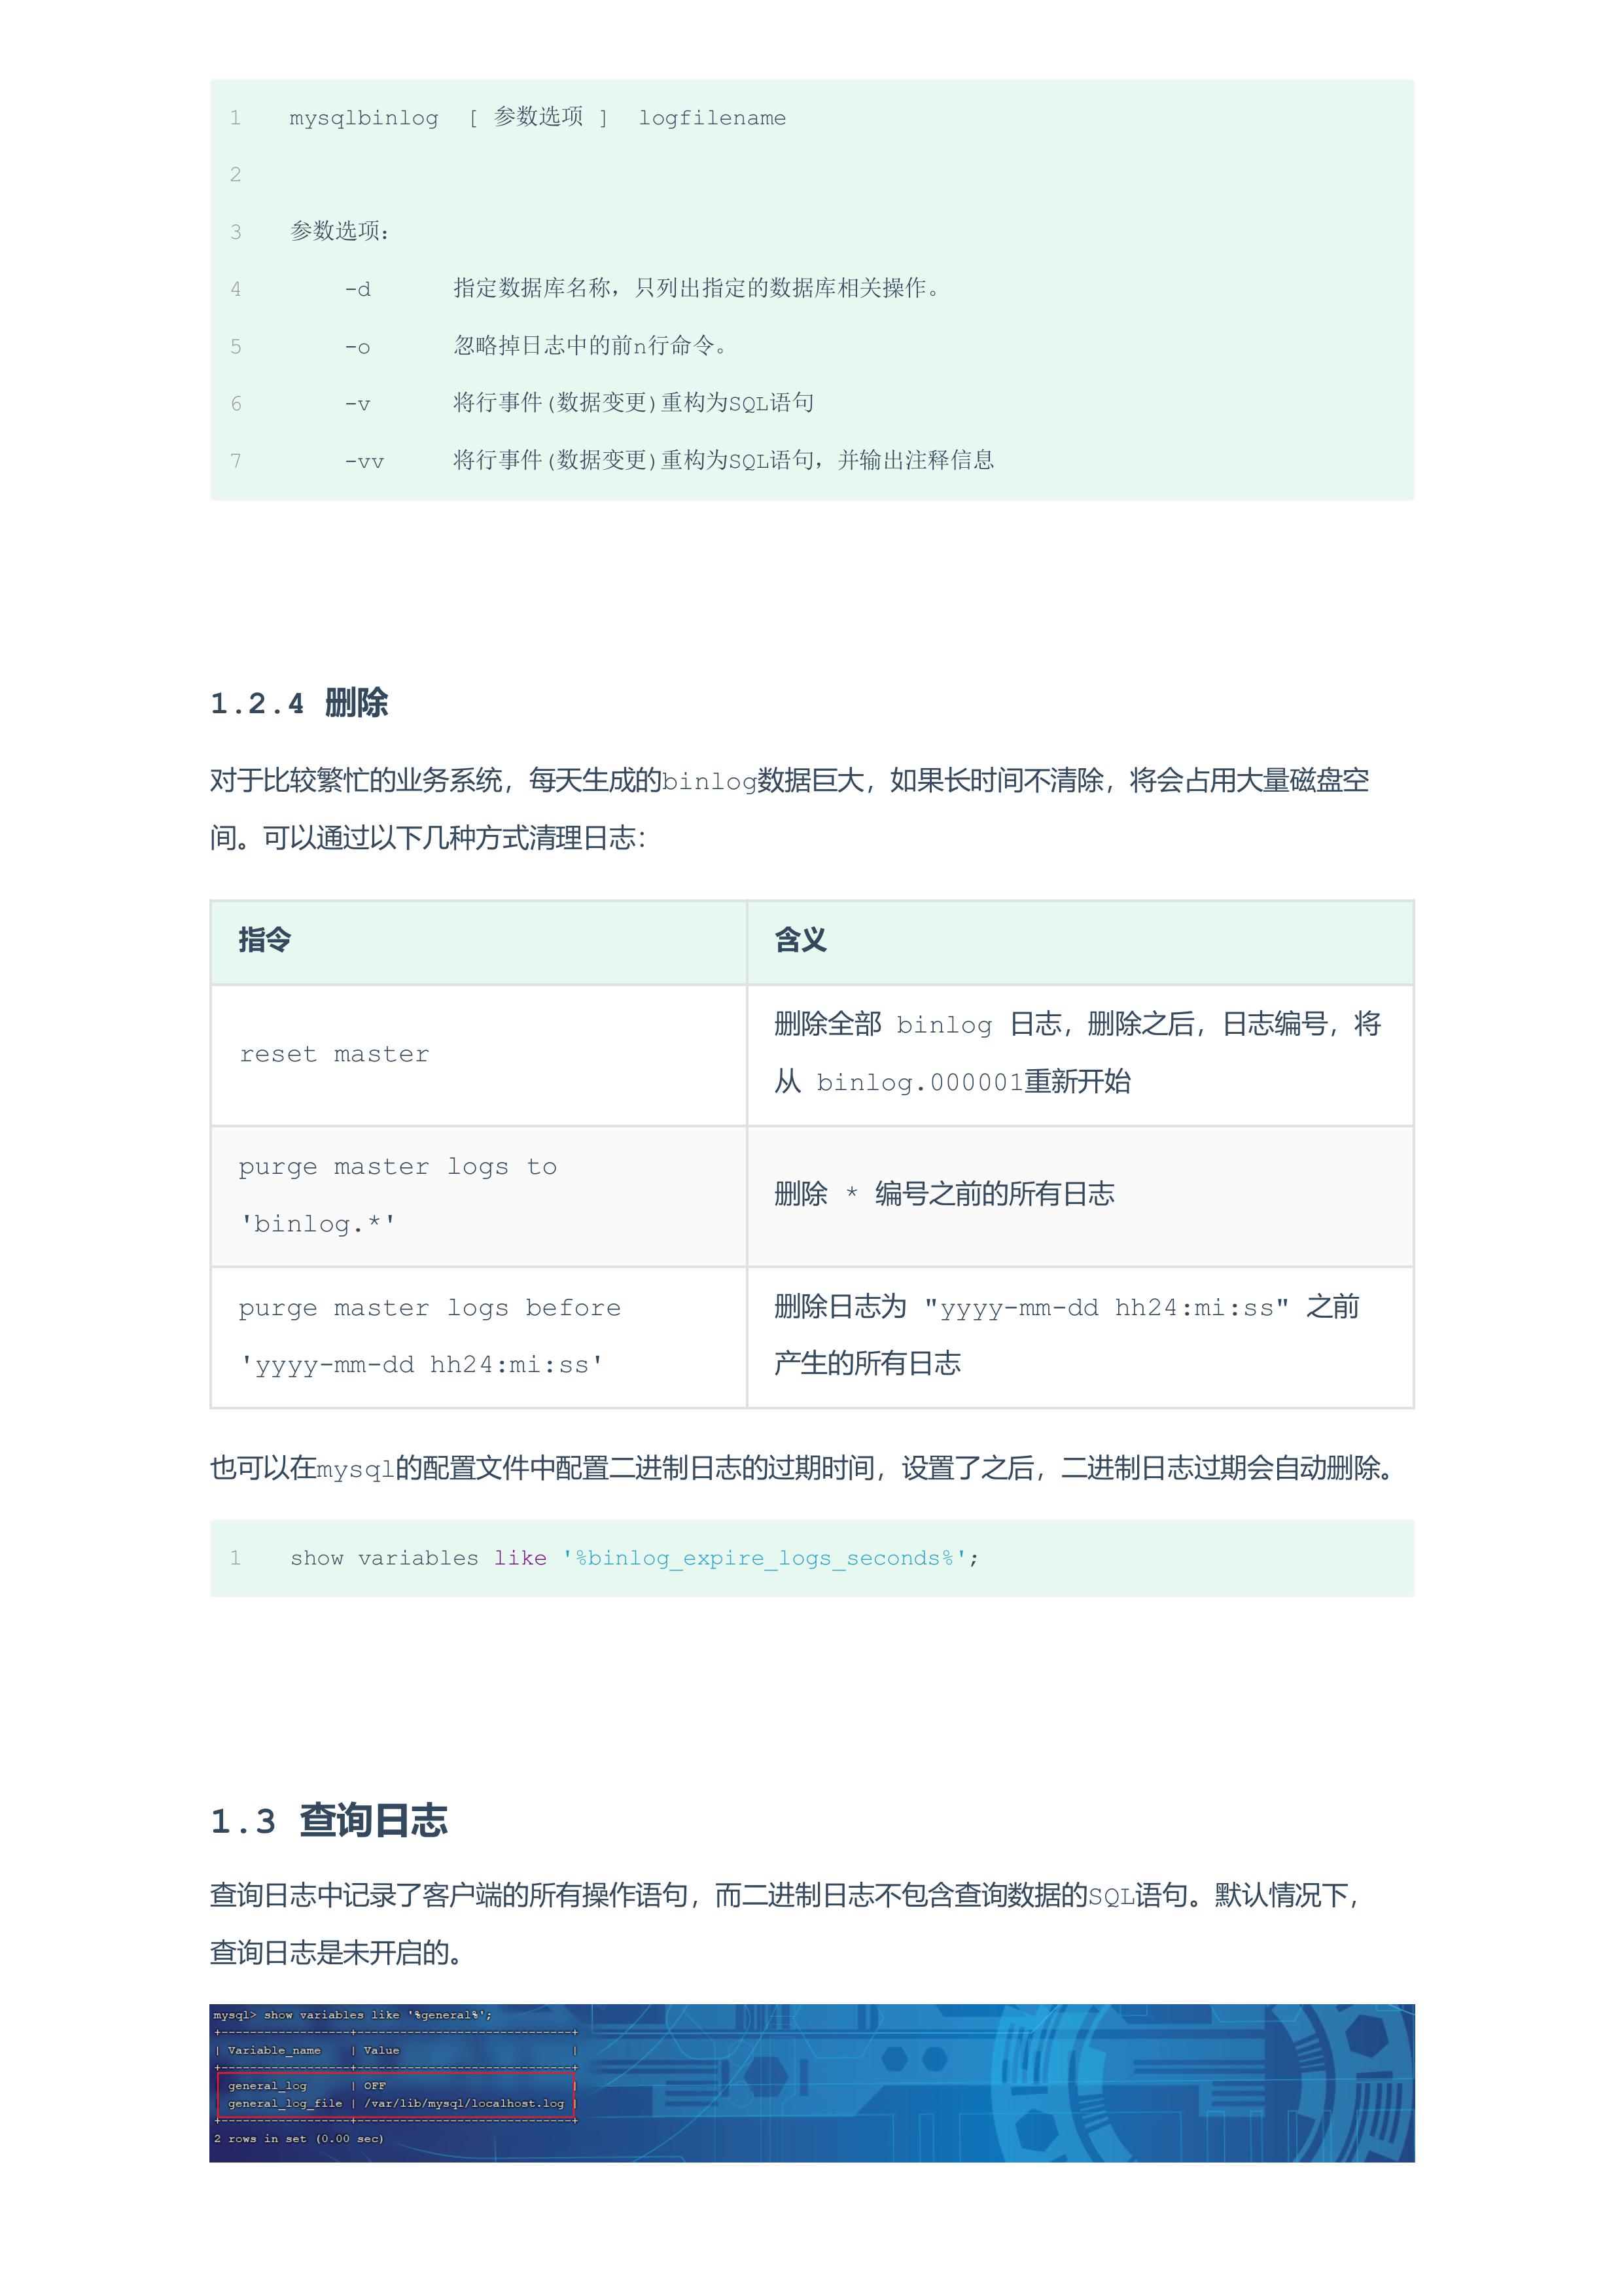 1 mysqlbinlog [ 参数选项 ] logfilename
2
3 参数选项：
4 -d 指定数据库名称，只列出指定的数据库相关操作。
5 -o 忽略掉日志中的前n行命令。
6 -v 将行事件(数据变更)重构为SQL语句
7 -vv 将行事件(数据变更)重构为SQL语句，并输出注释信息
1.2.4 删除
对于比较繁忙的业务系统，每天生成的binlog数据巨大，如果长时间不清除，将会占用大量磁盘空
间。可以通过以下几种方式清理日志：
指令 含义
reset master
删除全部 binlog 日志，删除之后，日志编号，将
从 binlog.000001重新开始
purge master logs to
'binlog.*'
删除 * 编号之前的所有日志
purge master logs before
'yyyy-mm-dd hh24:mi:ss'
删除日志为 "yyyy-mm-dd hh24:mi:ss" 之前
产生的所有日志
也可以在mysql的配置文件中配置二进制日志的过期时间，设置了之后，二进制日志过期会自动删除。
1 show variables like '%binlog_expire_logs_seconds%';
1.3 查询日志
查询日志中记录了客户端的所有操作语句，而二进制日志不包含查询数据的SQL语句。默认情况下，
查询日志是未开启的。
mysql> show variables like '%general%';
+------------------+------------------------------+
| Variable_name | Value |
+------------------+------------------------------+
general_log | OFF |
general_log_file | /var/lib/mysql/localhost.log |
+------------------+------------------------------+
2 rows in set (0.00 sec)